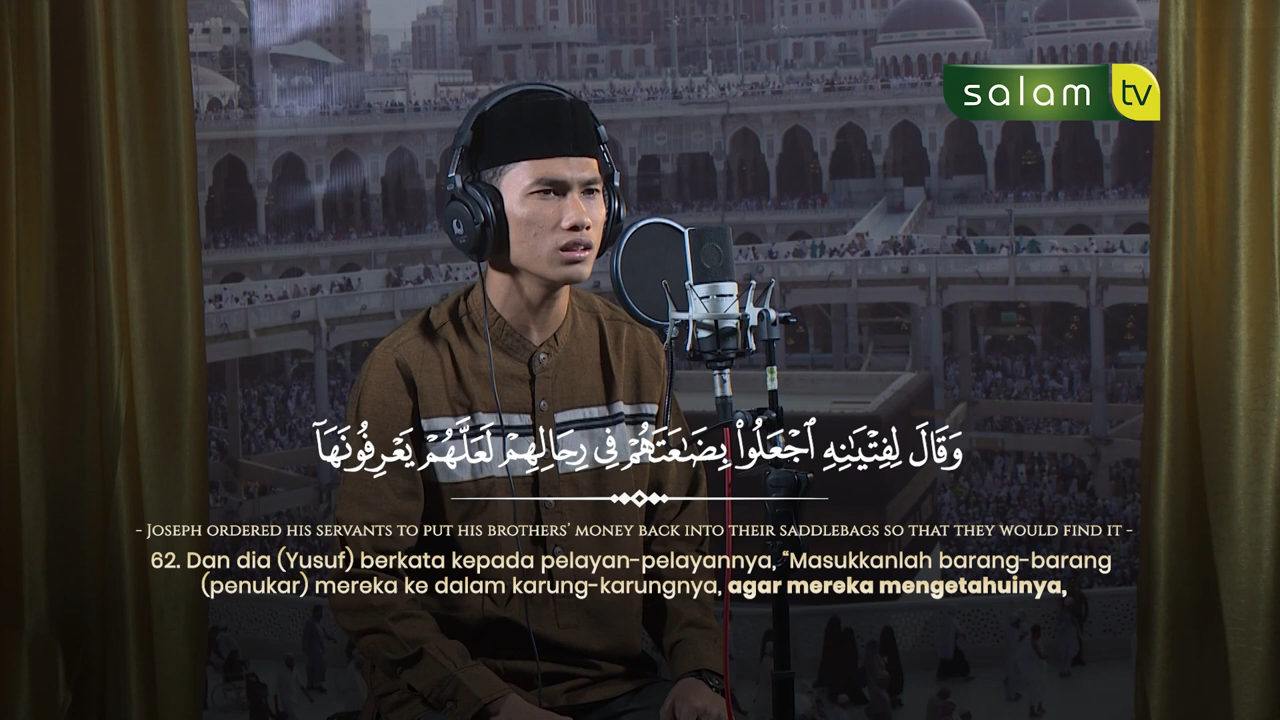 salam tv
وَقَالَ لِفِتْيَـٰنِهِ ٱجْعَلُوا۟ بِضَـٰعَتَهُمْ فِى رِحَالِهِمْ لَعَلَّهُمْ يَعْرِفُونَهَآ
- Joseph ordered his servants to put his brothers’ money back into their saddlebags so that they would find it -
62. Dan dia (Yusuf) berkata kepada pelayan-pelayannya, “Masukkanlah barang-barang
(penukar) mereka ke dalam karung-karungnya, agar mereka mengetahuinya,